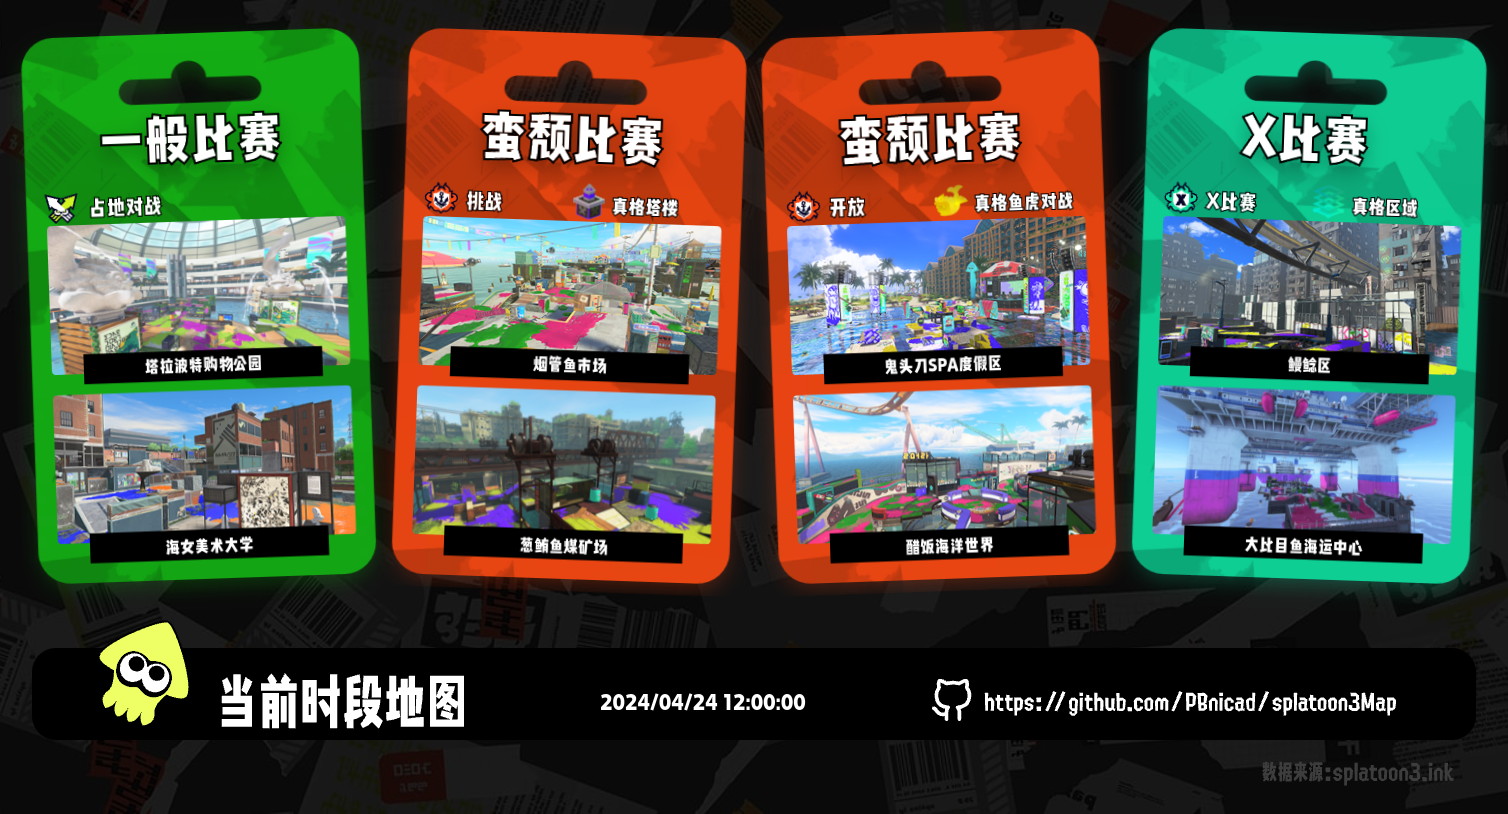 一般比赛
占地对战
塔拉波特购物公园
海女美术大学
蛮颓比赛
挑战
真格塔楼
烟管鱼市场
葱鲔鱼煤矿场
蛮颓比赛
开放
真格鱼虎对战
鬼头刀SPA度假区
醋饭海洋世界
X比赛
X比赛
真格区域
鳗鲶区
大比目鱼海运中心
当前时段地图
2024/04/24 12:00:00
https://github.com/PBnicad/splatoon3Map
数据来源:splatoon3.ink